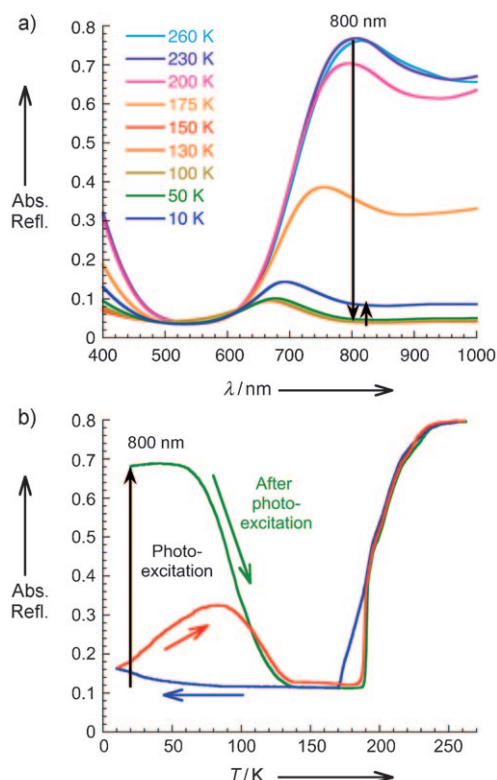 a)
800 nm
260 K
230 K
200 K
175 K
150 K
130 K
100 K
50 K
10 K
Abs.
Refl.
0.8
0.7
0.6
0.5
0.4
0.3
0.2
0.1
0
400 500 600 700 800 900 1000
λ/nm
b)
800 nm
After
photo-
excitation
Photo-
excitation
Abs.
Refl.
0.8
0.7
0.6
0.5
0.4
0.3
0.2
0.1
0
0 50 100 150 200 250
T/K